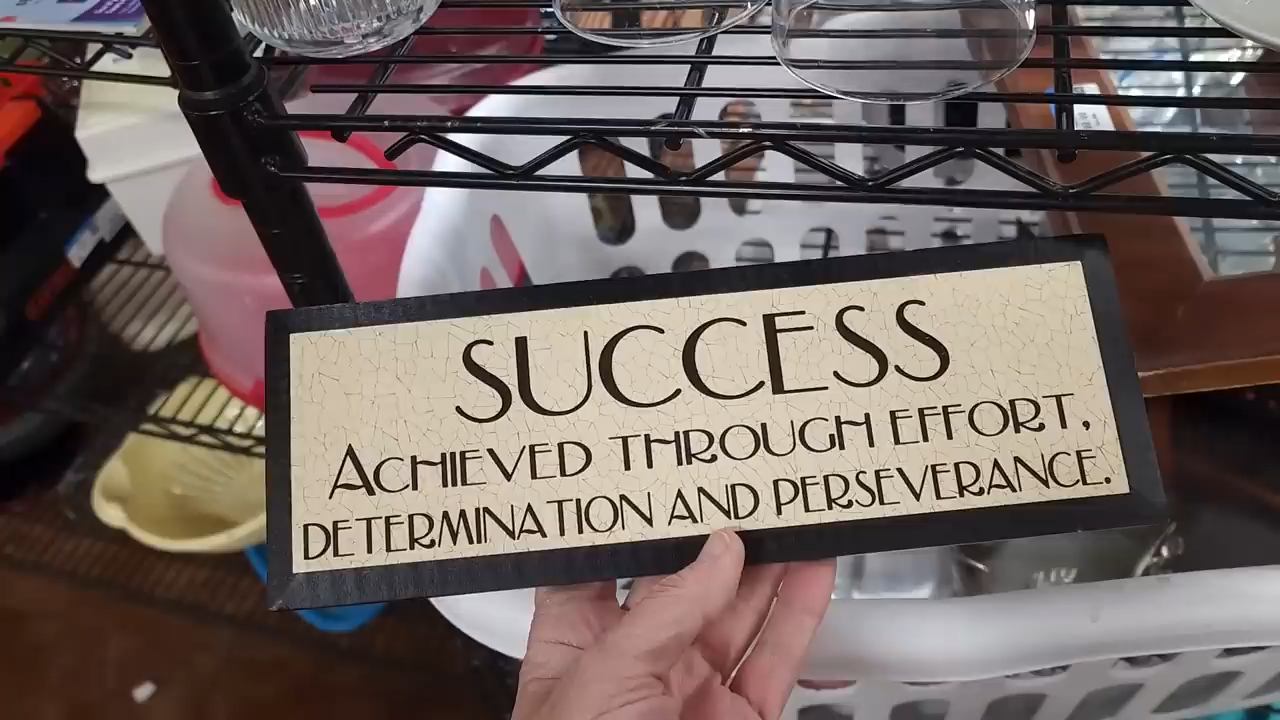 SUCCESS
ACHIEVED THROUGH EFFORT,
DETERMINATION AND PERSEVERANCE.